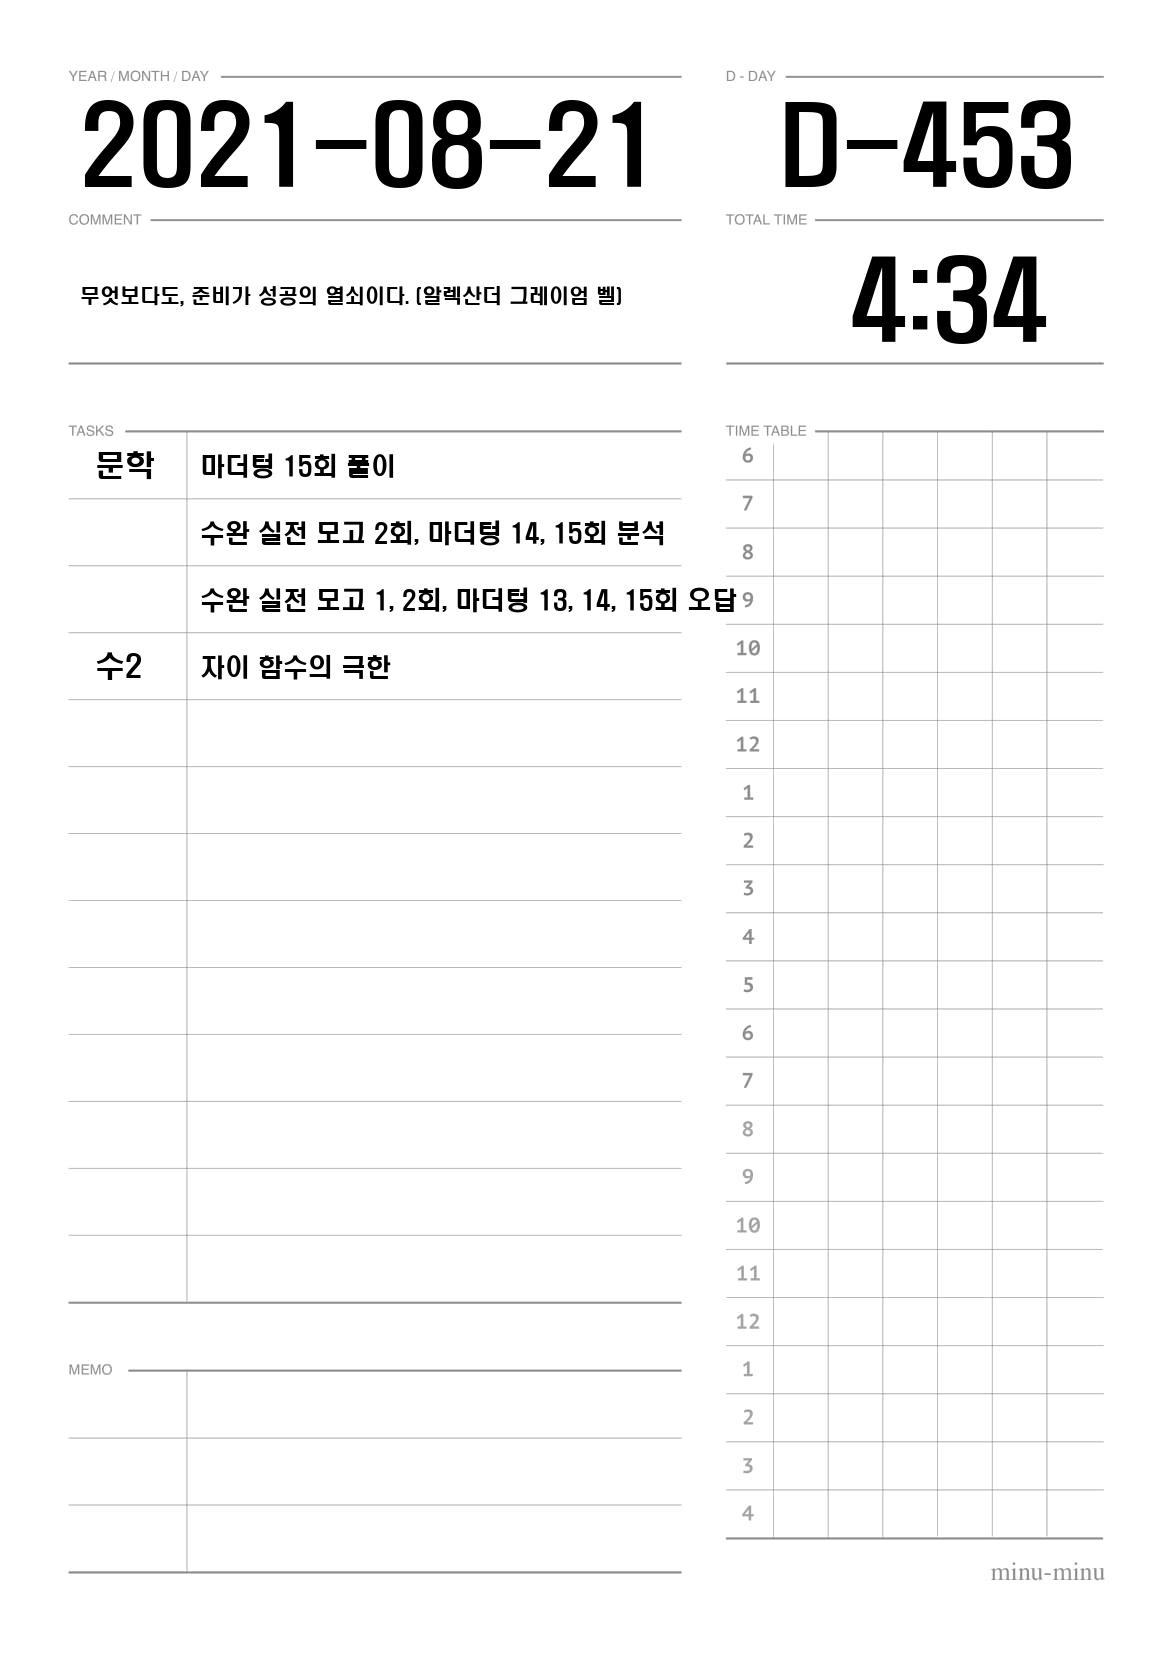 YEAR / MONTH / DAY
2021-08-21
D - DAY
D-453
COMMENT
무엇보다도, 준비가 성공의 열쇠이다. (알렉산더 그레이엄 벨)
TOTAL TIME
4:34
TASKS
문학 마더텅 15회 풀이
수완 실전 모고 2회, 마더텅 14, 15회 분석
수완 실전 모고 1, 2회, 마더텅 13, 14, 15회 오답
수2 자이 함수의 극한
MEMO
TIME TABLE
6
7
8
9
10
11
12
1
2
3
4
5
6
7
8
9
10
11
12
1
2
3
4
minu-minu